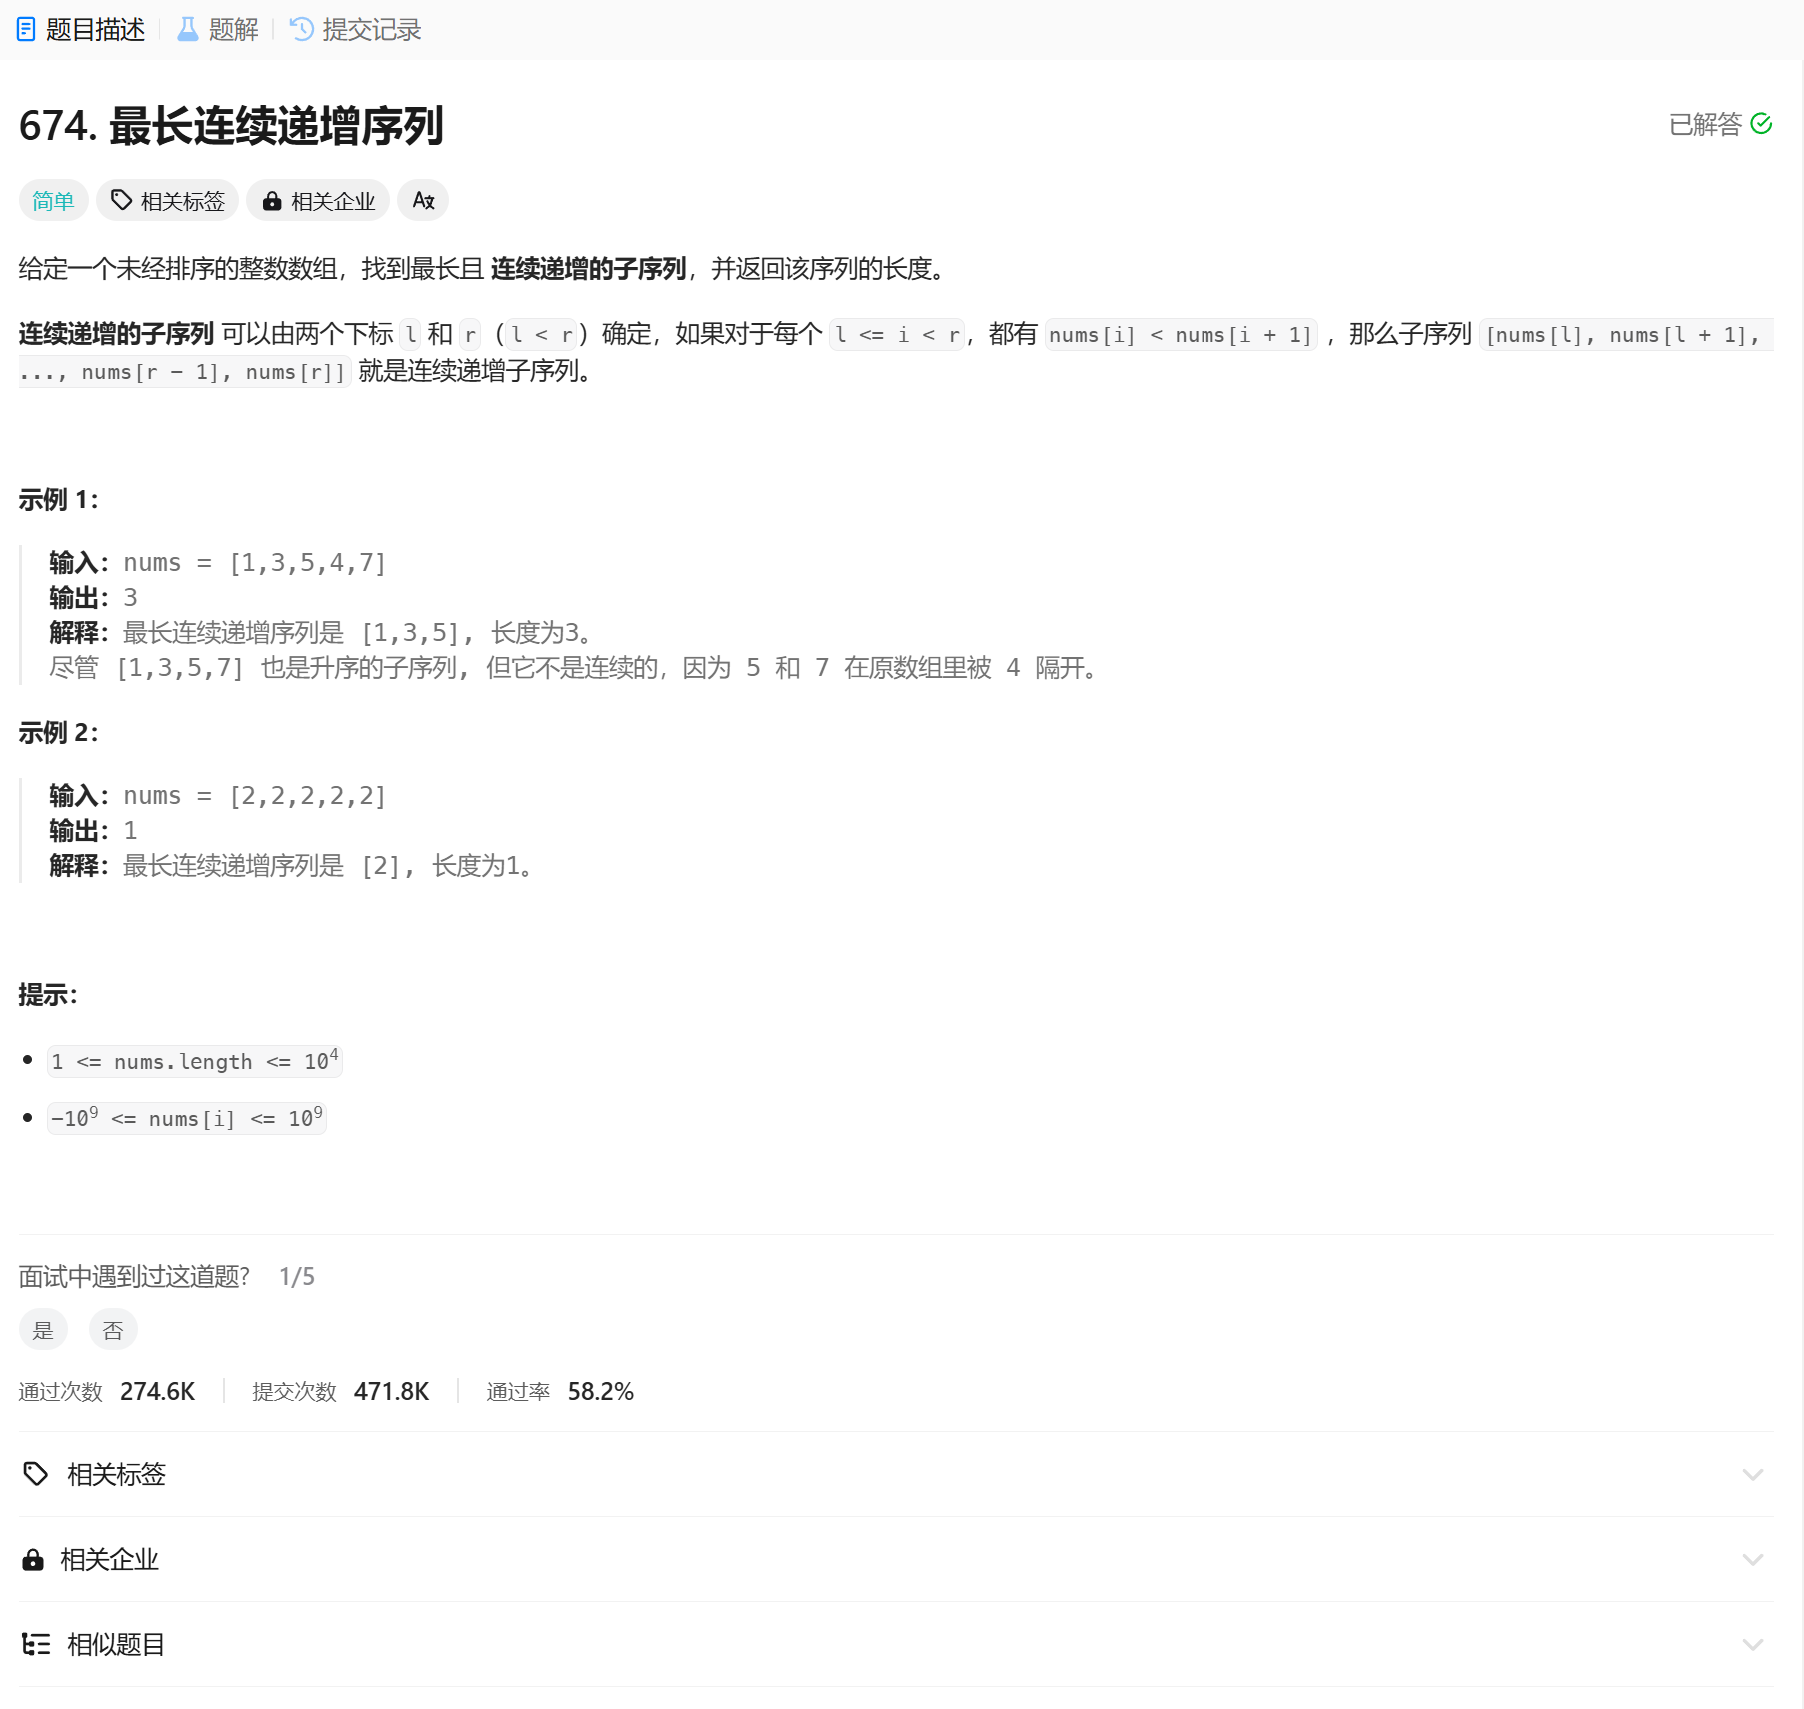 题目描述 题解 提交记录
674. 最长连续递增序列 已解答
简单 相关标签 相关企业
给定一个未经排序的整数数组，找到最长且 连续递增的子序列，并返回该序列的长度。
连续递增的子序列 可以由两个下标 l 和 r（l < r）确定，如果对于每个 l <= i < r，都有 nums[i] < nums[i + 1] ，那么子序列 [nums[l], nums[l + 1],
..., nums[r - 1], nums[r]] 就是连续递增子序列。
示例 1：
输入：nums = [1,3,5,4,7]
输出：3
解释：最长连续递增序列是 [1,3,5], 长度为3。
尽管 [1,3,5,7] 也是升序的子序列, 但它不是连续的，因为 5 和 7 在原数组里被 4 隔开。
示例 2：
输入：nums = [2,2,2,2,2]
输出：1
解释：最长连续递增序列是 [2], 长度为1。
提示：
1 <= nums.length <= 10⁴
-10⁹ <= nums[i] <= 10⁹
面试中遇到过这道题? 1/5
是 否
通过次数 274.6K 提交次数 471.8K 通过率 58.2%
相关标签
相关企业
相似题目